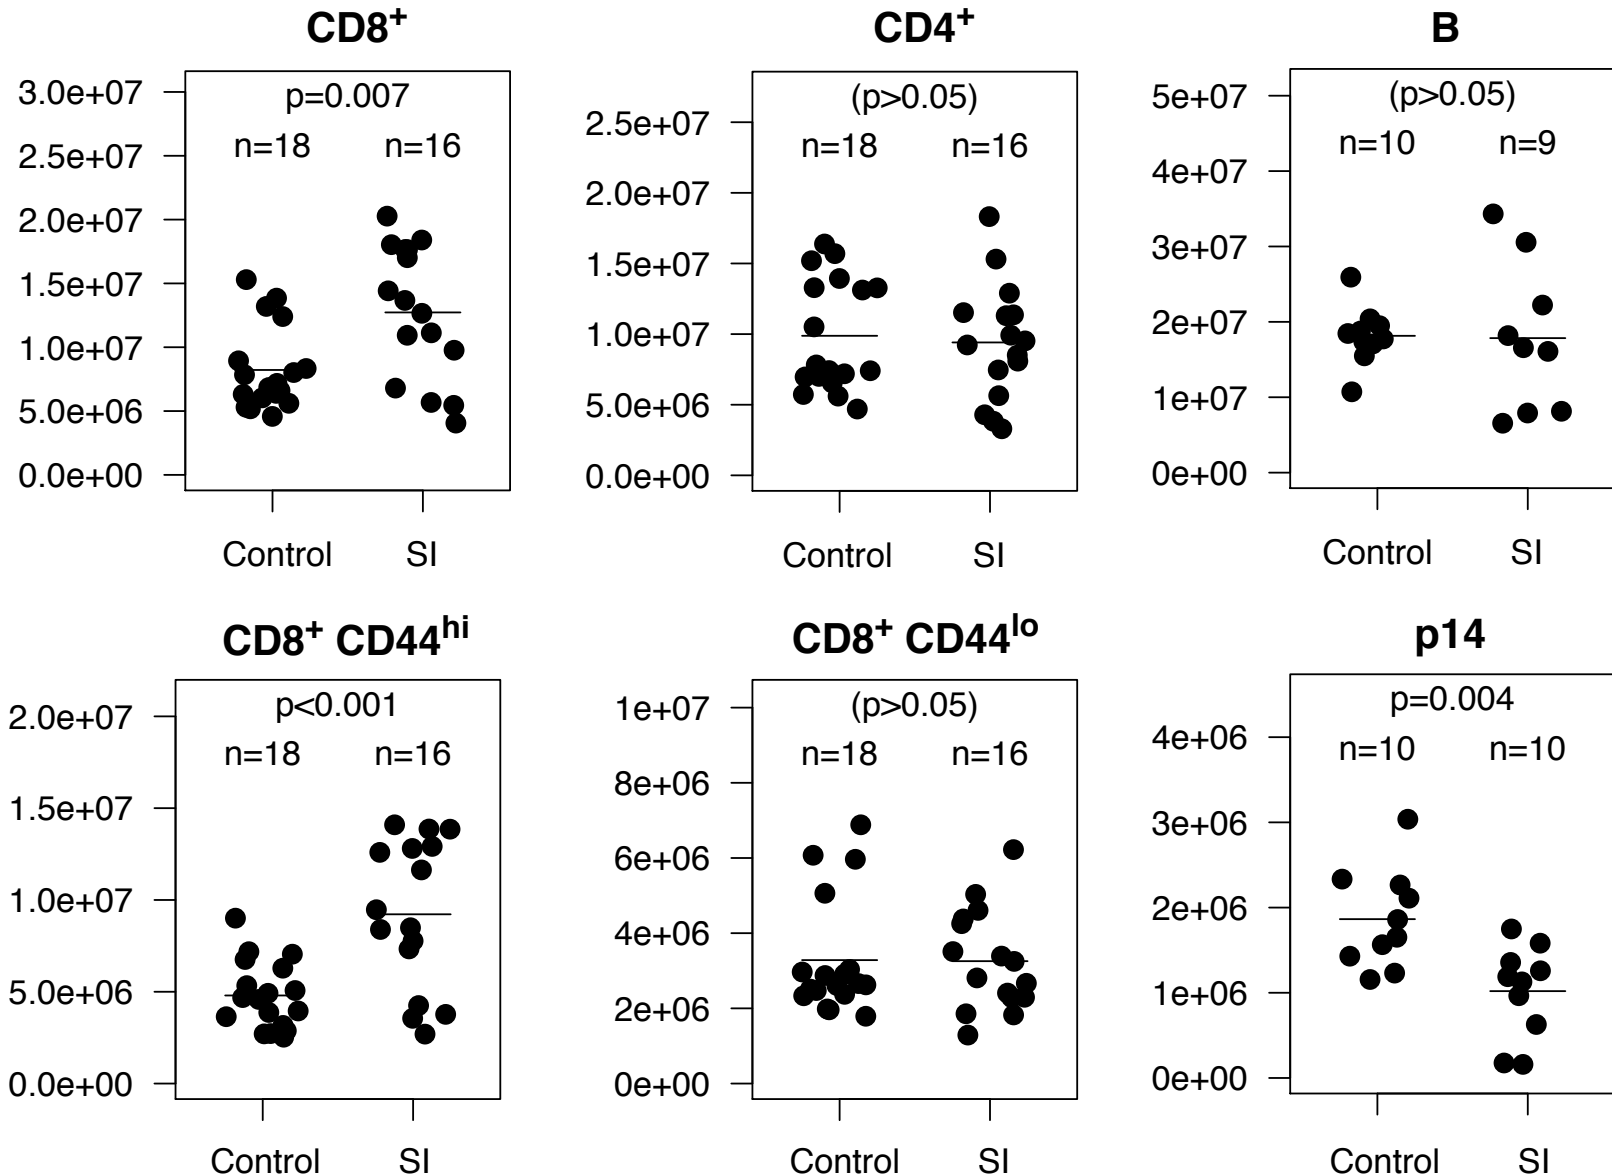 CD8+
p=0.007
n=18 n=16
3.0e+07
2.5e+07
2.0e+07
1.5e+07
1.0e+07
5.0e+06
0.0e+00
Control SI
CD4+
(p>0.05)
n=18 n=16
2.5e+07
2.0e+07
1.5e+07
1.0e+07
5.0e+06
0.0e+00
Control SI
B
(p>0.05)
n=10 n=9
5e+07
4e+07
3e+07
2e+07
1e+07
0e+00
Control SI
CD8+ CD44hi
p<0.001
n=18 n=16
2.0e+07
1.5e+07
1.0e+07
5.0e+06
0.0e+00
Control SI
CD8+ CD44lo
(p>0.05)
n=18 n=16
1e+07
8e+06
6e+06
4e+06
2e+06
0e+00
Control SI
p14
p=0.004
n=10 n=10
4e+06
3e+06
2e+06
1e+06
0e+00
Control SI